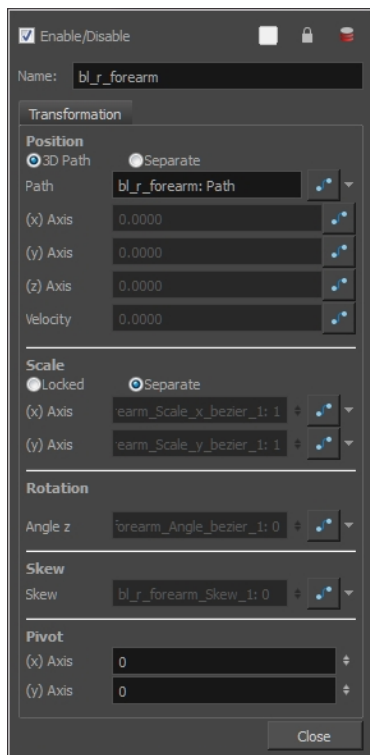 Enable/Disable
Name: bl_r_forearm
Transformation
Position
3D Path Separate
Path bl_r_forearm: Path
(x) Axis 0.0000
(y) Axis 0.0000
(z) Axis 0.0000
Velocity 0.0000
Scale
Locked Separate
(x) Axis earm_Scale_x_bezier_1: 1
(y) Axis earm_Scale_y_bezier_1: 1
Rotation
Angle z forearm_Angle_bezier_1: 0
Skew
Skew bl_r_forearm_Skew_1: 0
Pivot
(x) Axis 0
(y) Axis 0
Close